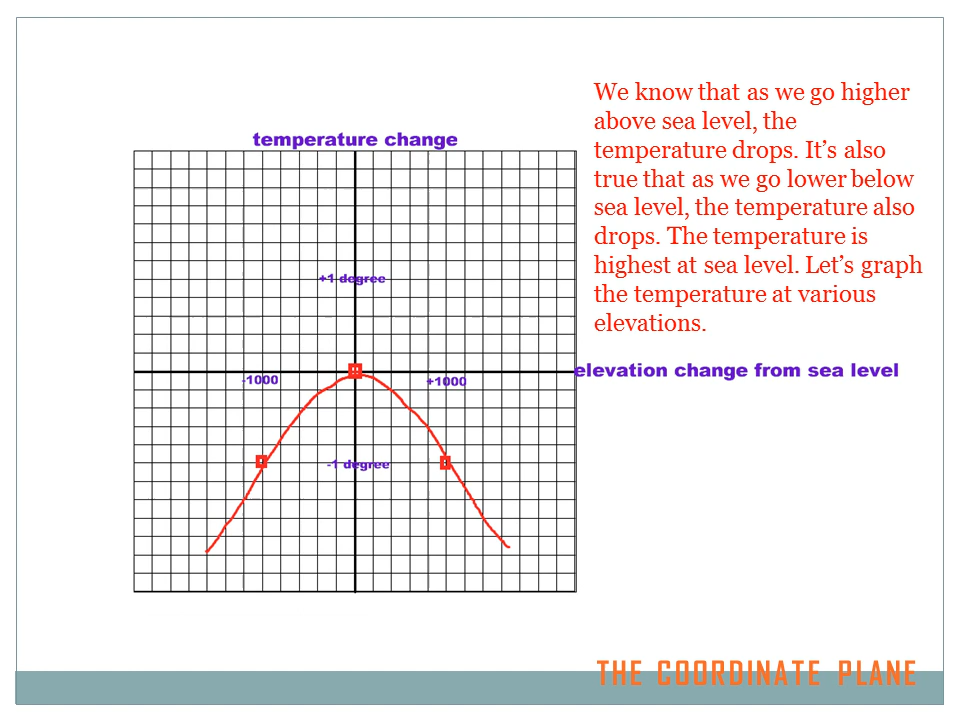 We know that as we go higher
above sea level, the
temperature drops. It’s also
true that as we go lower below
sea level, the temperature also
drops. The temperature is
highest at sea level. Let’s graph
the temperature at various
elevations.
temperature change
+1 degree
elevation change from sea level
-1000
+1000
-1 degree
THE COORDINATE PLANE